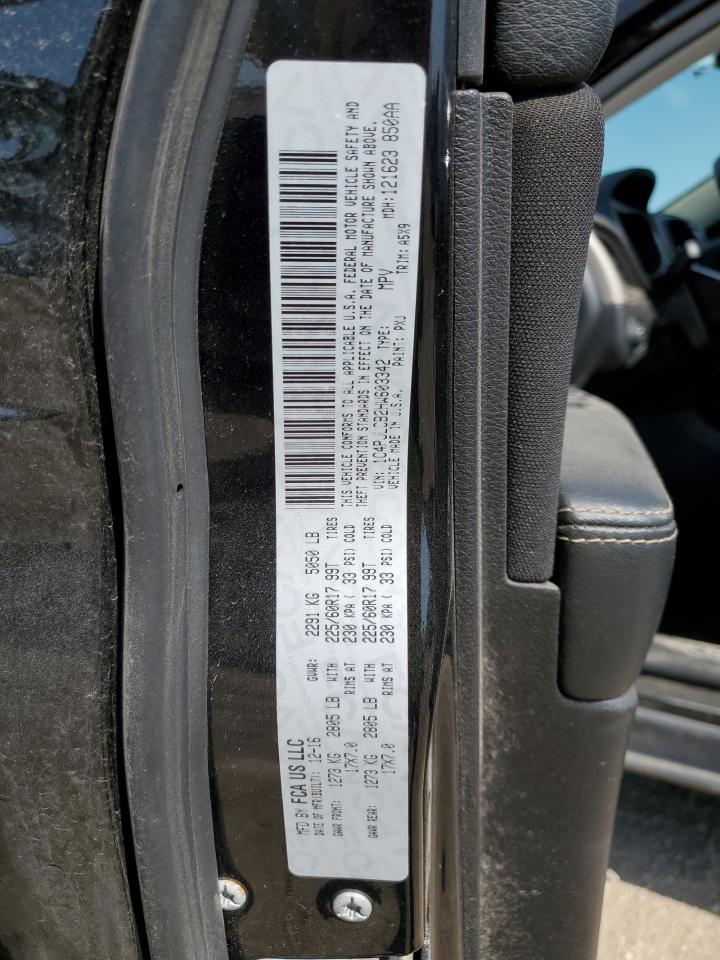 MFD BY FCA US LLC
DATE OF MFR(BUILT): 12-16 GVWR: 2291 KG 5050 LB
GAWR FRONT: 1273 KG 2805 LB WITH 225/60R17 99T TIRES
17X7.0 RIMS AT 230 KPA ( 33 PSI) COLD
GAWR REAR: 1273 KG 2805 LB WITH 225/60R17 99T TIRES
17X7.0 RIMS AT 230 KPA ( 33 PSI) COLD
THIS VEHICLE CONFORMS TO ALL APPLICABLE U.S.A. FEDERAL MOTOR VEHICLE SAFETY AND
THEFT PREVENTION STANDARDS IN EFFECT ON THE DATE OF MANUFACTURE SHOWN ABOVE.
VIN: 1C4PJLCB24W603342 TYPE: MPV MDH: 121623 850AA
VEHICLE MADE IN U.S.A. PAINT: PXJ TRIM: A5X9